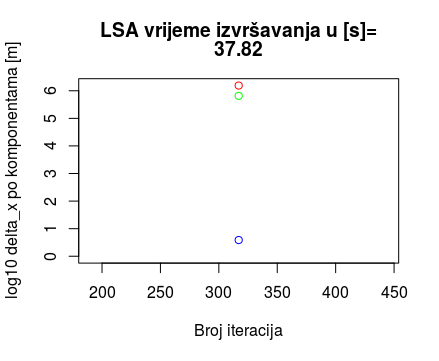 LSA vrijeme izvršavanja u [s]=
37.82
log10 delta_x po komponentama [m]
6
5
4
3
2
1
0
200 250 300 350 400 450
Broj iteracija